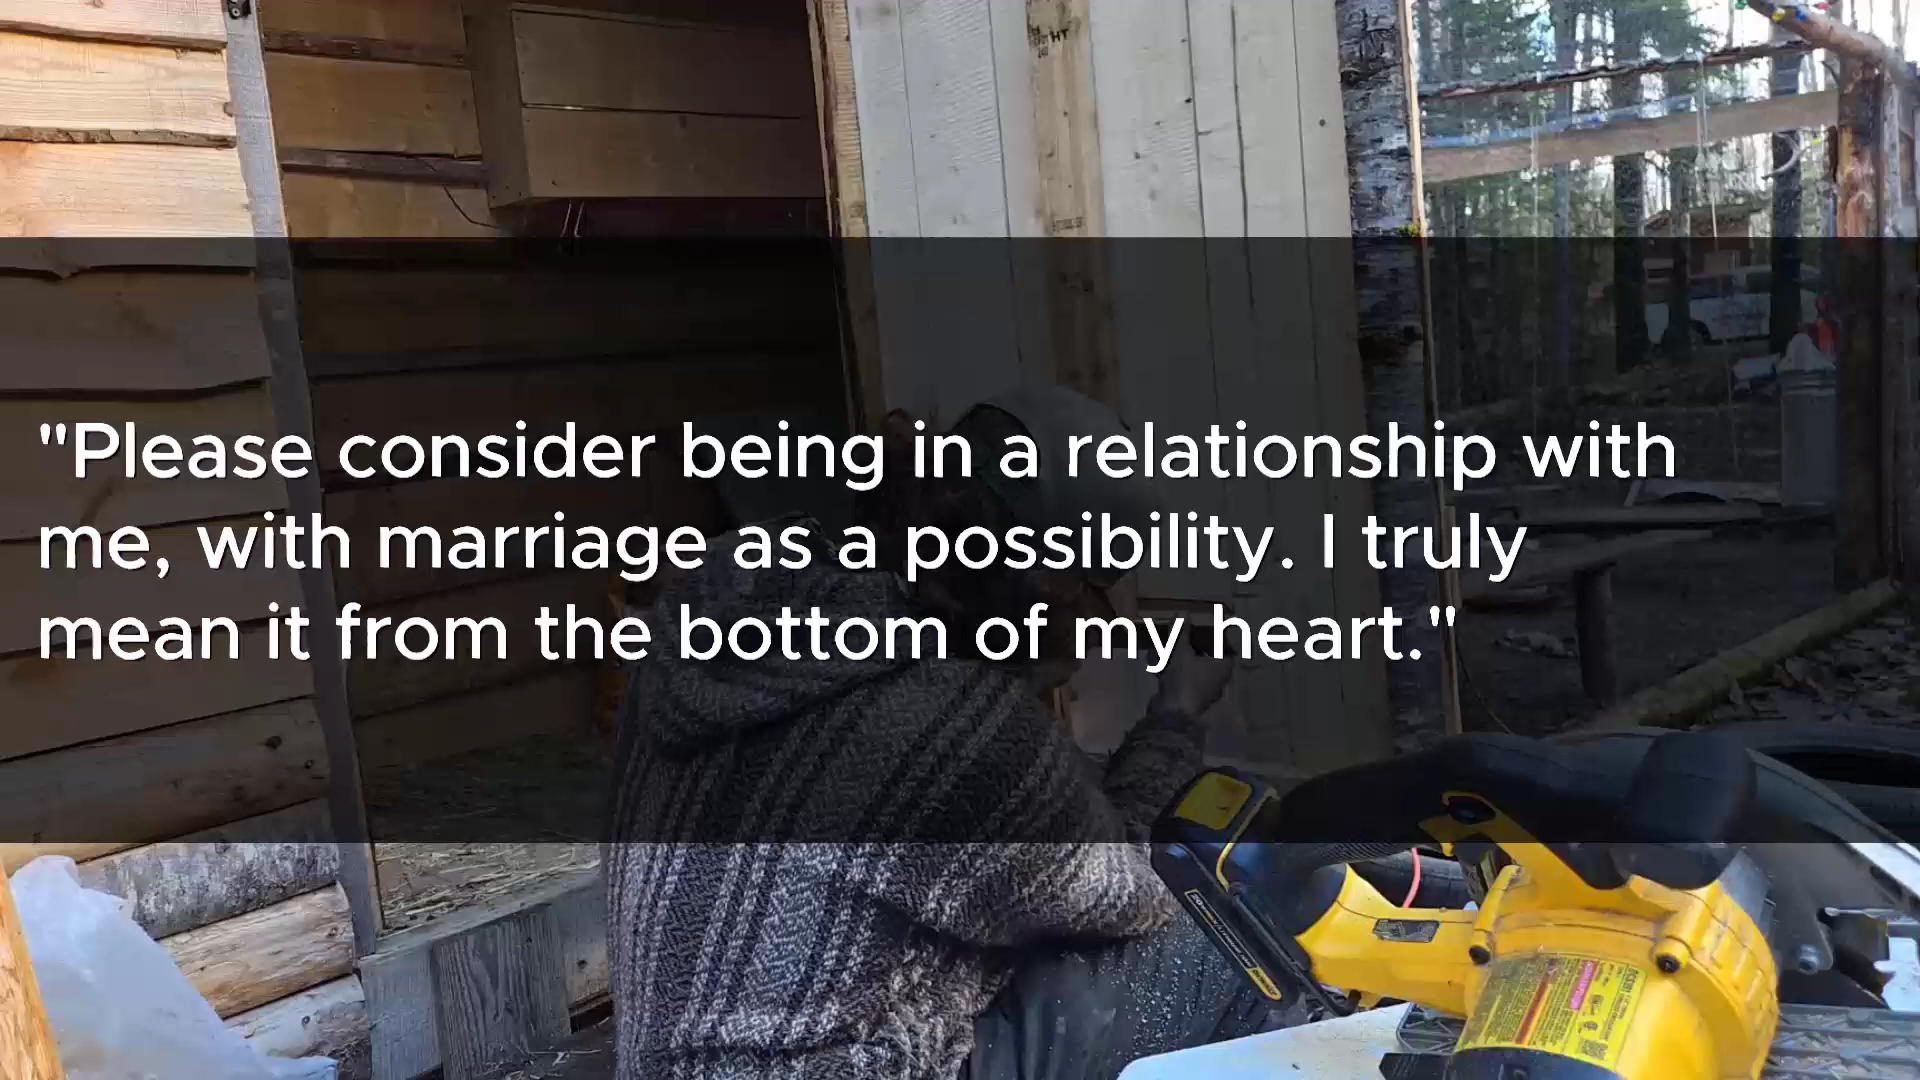 HT
"Please consider being in a relationship with
me, with marriage as a possibility. I truly
mean it from the bottom of my heart."